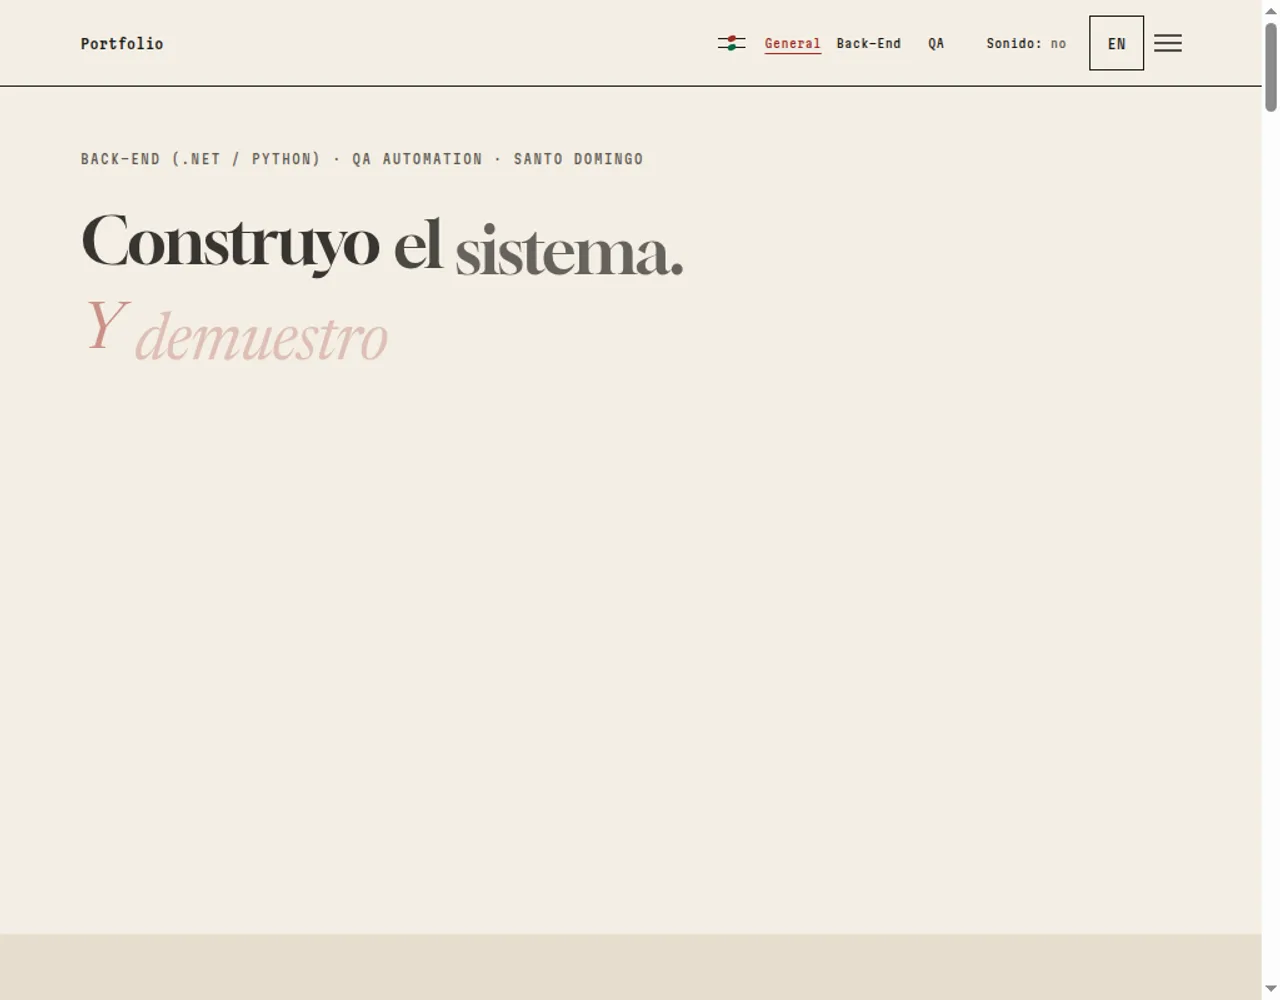 Portfolio
General Back-End QA Sonido: no EN
BACK-END (.NET / PYTHON) · QA AUTOMATION · SANTO DOMINGO
Construyo el sistema.
Y demuestro